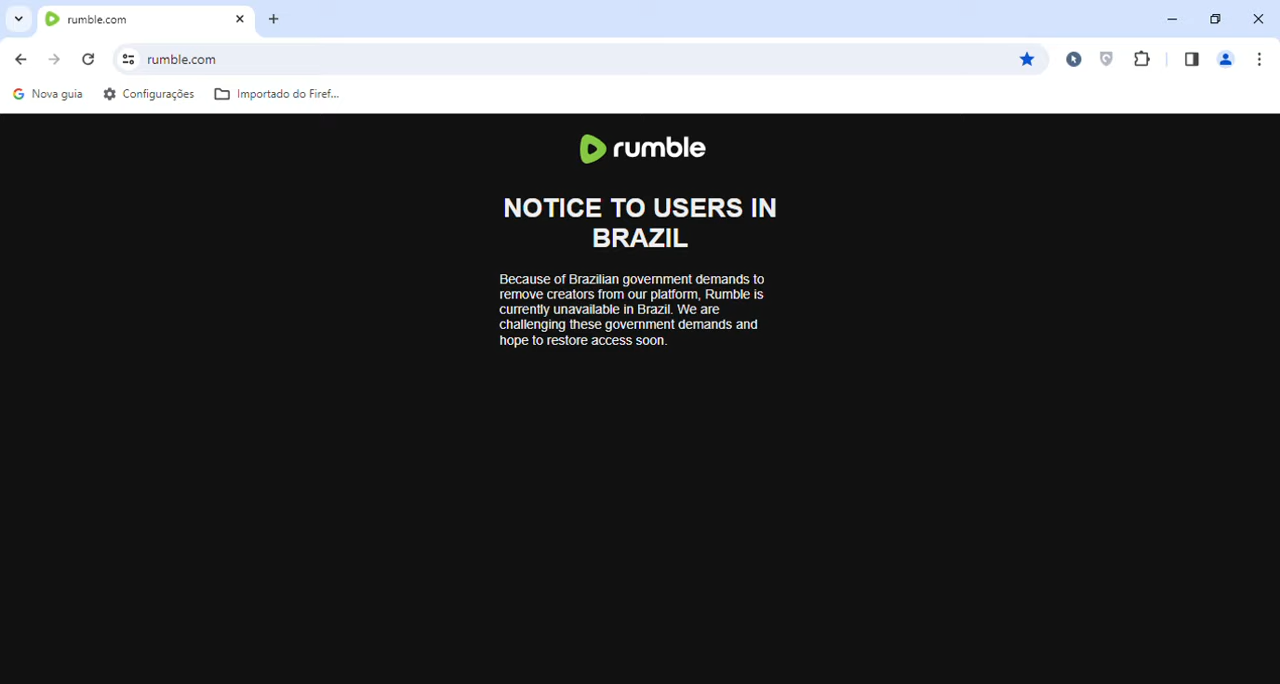 rumble.com
rumble.com
Nova guia
Configurações
Importado do Firef...
rumble
NOTICE TO USERS IN
BRAZIL
Because of Brazilian government demands to
remove creators from our platform, Rumble is
currently unavailable in Brazil. We are
challenging these government demands and
hope to restore access soon.